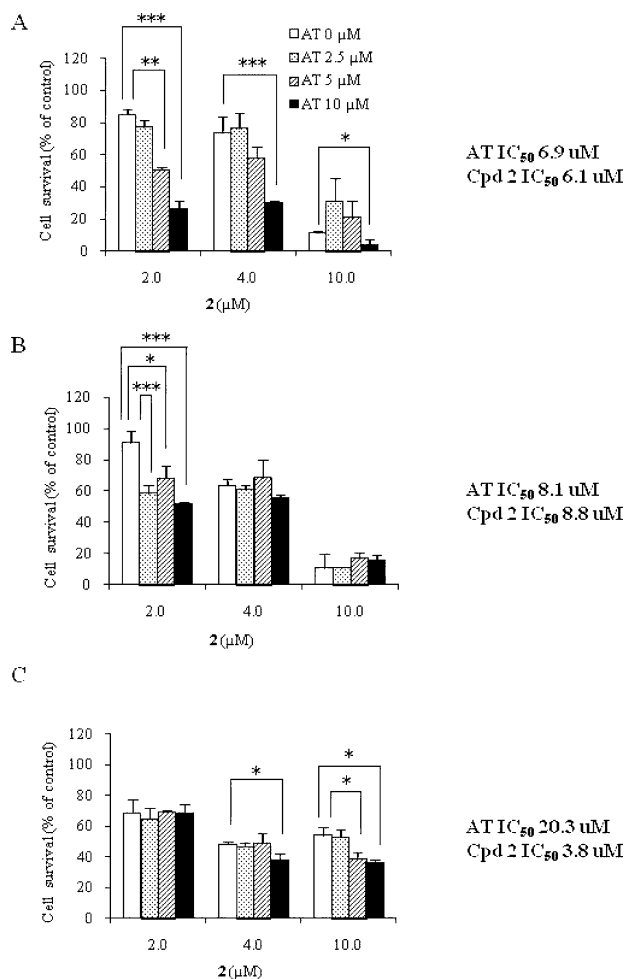 A
AT 0 µM
AT 2.5 µM
AT 5 µM
AT 10 µM
***
**
***
*
Cell survival (% of control)
120
100
80
60
40
20
0
2.0 4.0 10.0
2 (µM)
AT IC50 6.9 uM
Cpd 2 IC50 6.1 uM
B
***
*
***
Cell survival (% of control)
120
100
80
60
40
20
0
2.0 4.0 10.0
2 (µM)
AT IC50 8.1 uM
Cpd 2 IC50 8.8 uM
C
*
*
*
Cell survival (% of control)
120
100
80
60
40
20
0
2.0 4.0 10.0
2 (µM)
AT IC50 20.3 uM
Cpd 2 IC50 3.8 uM